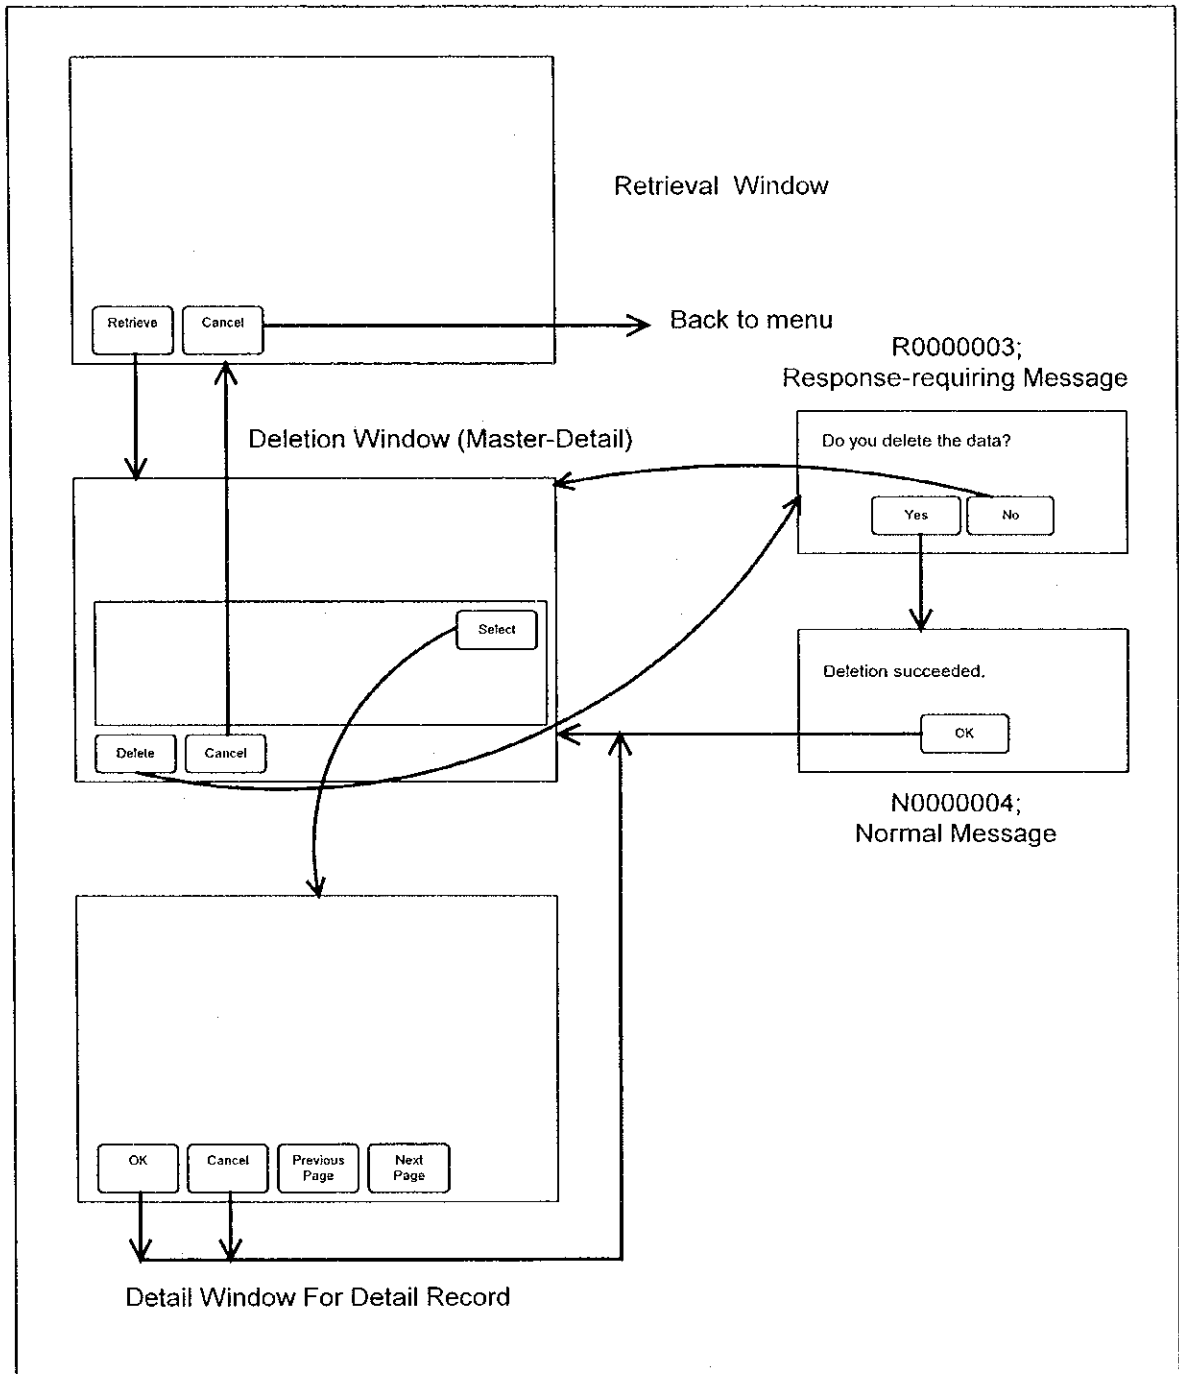 Retrieval Window
Retrieve
Cancel
Back to menu
R0000003;
Response-requiring Message
Deletion Window (Master-Detail)
Do you delete the data?
Yes
No
Select
Deletion succeeded.
Delete
Cancel
OK
N0000004;
Normal Message
OK
Cancel
Previous
Page
Next
Page
Detail Window For Detail Record